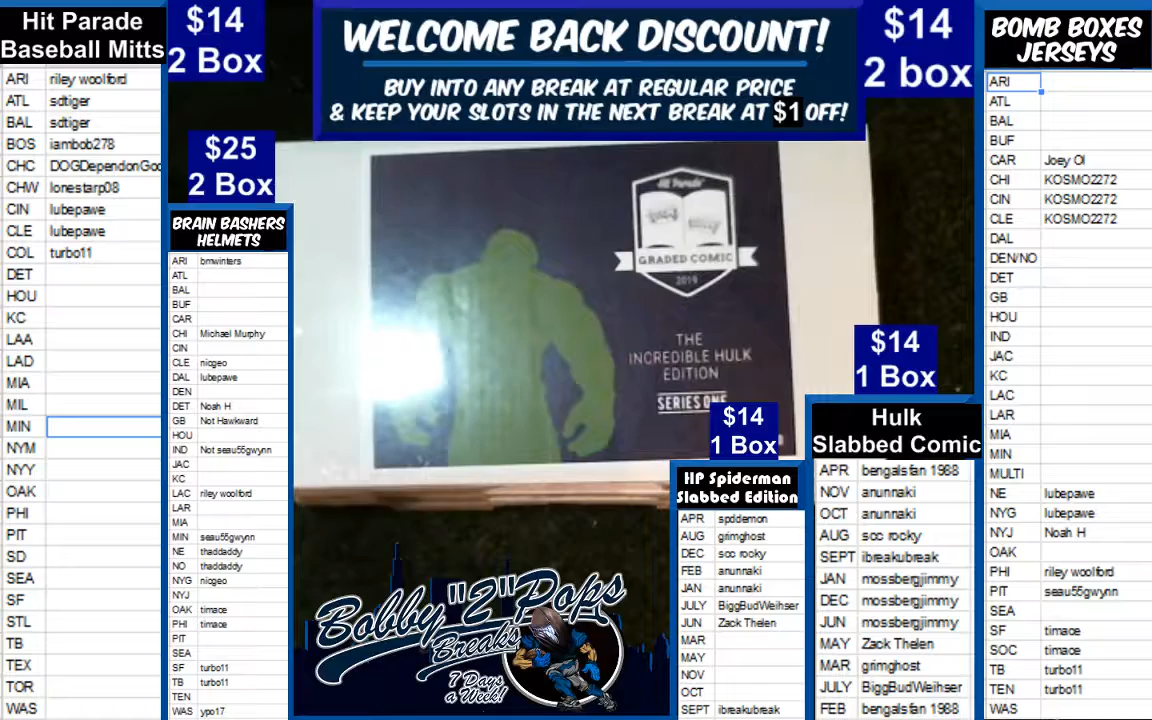 Hit Parade
Baseball Mitts
ARI riley woolford
ATL sdtiger
BAL sdtiger
BOS iambob278
CHC DOGDependonGoo
CHW lonestarp08
CIN lubepawe
CLE lubepawe
COL turbo11
DET
HOU
KC
LAA
LAD
MIA
MIL
MIN
NYM
NYY
OAK
PHI
PIT
SD
SEA
SF
STL
TB
TEX
TOR
WAS
$14
2 Box
$25
2 Box
BRAIN BASHERS
HELMETS
ARI bmwinters
ATL
BAL
BUF
CAR
CHI Michael Murphy
CIN
CLE nicgeo
DAL lubepawe
DEN
DET Noah H
GB Not Hawkward
HOU
IND Not seau55gwynn
JAC
KC
LAC riley woolford
LAR
MIA
MIN seau55gwynn
NE thaddaddy
NO thaddaddy
NYG nicgeo
NYJ
OAK timace
PHI timace
PIT
SEA
SF turbo11
TB turbo11
TEN
WAS ypo17
WELCOME BACK DISCOUNT!
BUY INTO ANY BREAK AT REGULAR PRICE
& KEEP YOUR SLOTS IN THE NEXT BREAK AT $1 OFF!
Hit Parade
GRADED COMIC
2019
THE
INCREDIBLE HULK
EDITION
SERIES ONE
Bobby "2" Pops
Breaks
7 Days
a Week!
$14
1 Box
HP Spiderman
Slabbed Edition
APR spddemon
AUG grimghost
DEC soc rocky
FEB anunnaki
JAN anunnaki
JULY BiggBudWeihser
JUN Zack Thelen
MAR
MAY
NOV
OCT
SEPT ibreakubreak
$14
1 Box
Hulk
Slabbed Comic
APR bengalsfan 1988
NOV anunnaki
OCT anunnaki
AUG soc rocky
SEPT ibreakubreak
JAN mossbergjimmy
DEC mossbergjimmy
JUN mossbergjimmy
MAY Zack Thelen
MAR grimghost
JULY BiggBudWeihser
FEB bengalsfan 1988
$14
2 box
BOMB BOXES
JERSEYS
ARI
ATL
BAL
BUF
CAR Joey Ol
CHI KOSMO2272
CIN KOSMO2272
CLE KOSMO2272
DAL
DEN/NO
DET
GB
HOU
IND
JAC
KC
LAC
LAR
MIA
MIN
MULTI
NE lubepawe
NYG lubepawe
NYJ Noah H
OAK
PHI riley woolford
PIT seau55gwynn
SEA
SF timace
SOC timace
TB turbo11
TEN turbo11
WAS